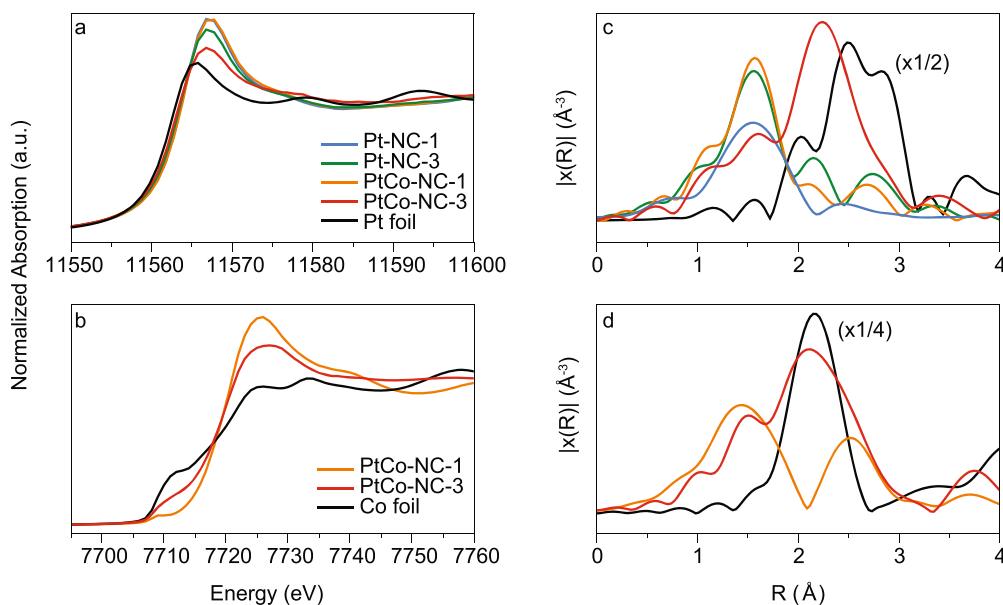 a
Pt-NC-1
Pt-NC-3
PtCo-NC-1
PtCo-NC-3
Pt foil
11550 11560 11570 11580 11590 11600
b
PtCo-NC-1
PtCo-NC-3
Co foil
7700 7710 7720 7730 7740 7750 7760
Energy (eV)
Normalized Absorption (a.u.)
c
(x1/2)
|x(R)| (Å-3)
0 1 2 3 4
d
(x1/4)
|x(R)| (Å-3)
0 1 2 3 4
R (Å)